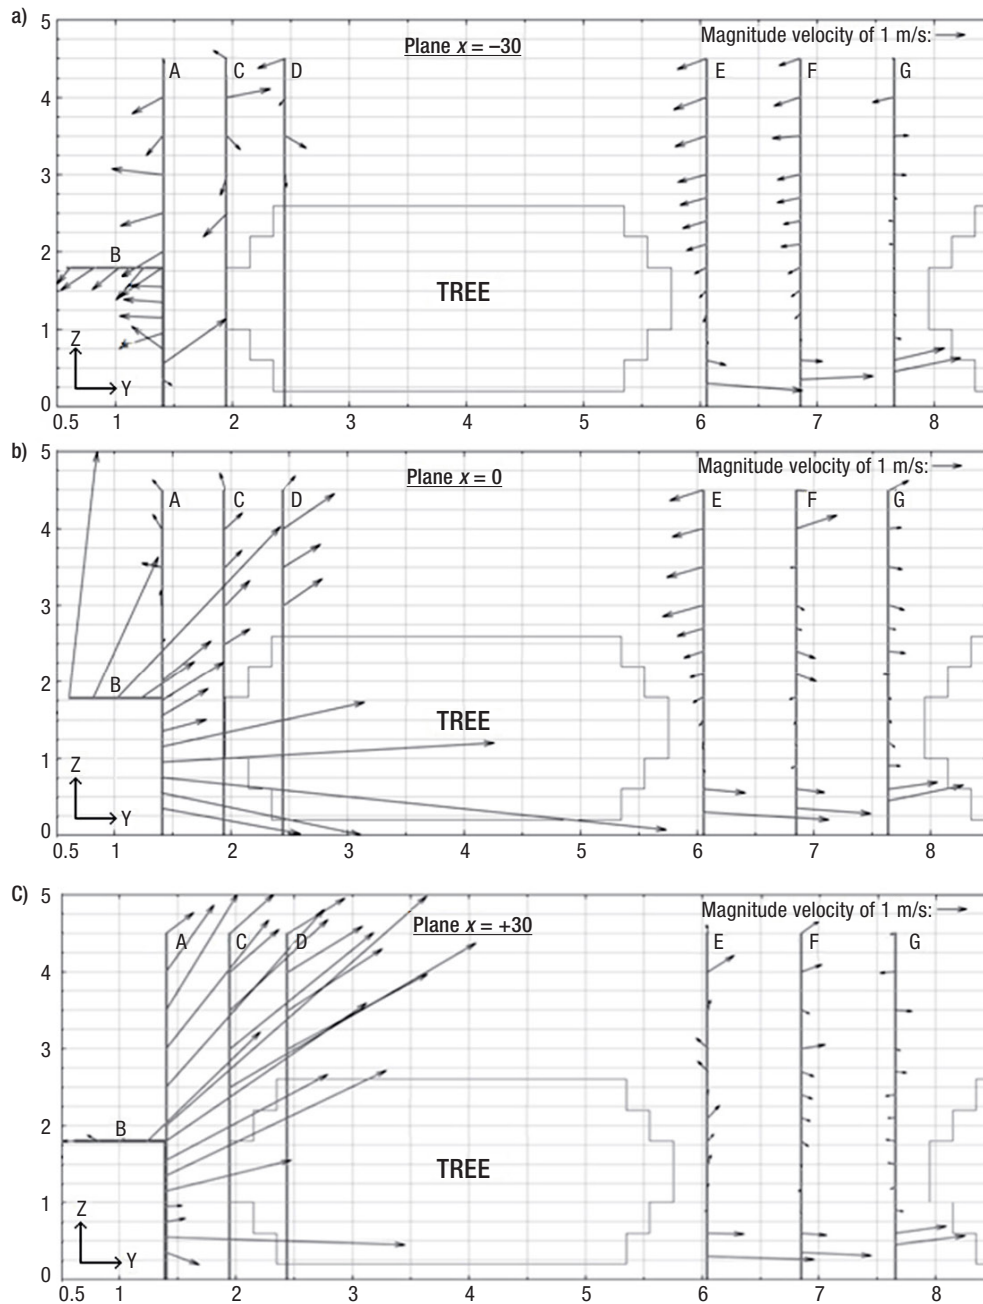 a)
5
4
3
2
1
0
Plane x = –30
Magnitude velocity of 1 m/s:
A
C
D
E
F
G
B
TREE
Z
Y
0.5 1 2 3 4 5 6 7 8
b)
5
4
3
2
1
0
Plane x = 0
Magnitude velocity of 1 m/s:
A
C
D
E
F
G
B
TREE
Z
Y
0.5 1 2 3 4 5 6 7 8
C)
5
4
3
2
1
0
Plane x = +30
Magnitude velocity of 1 m/s:
A
C
D
E
F
G
B
TREE
Z
Y
0.5 1 2 3 4 5 6 7 8